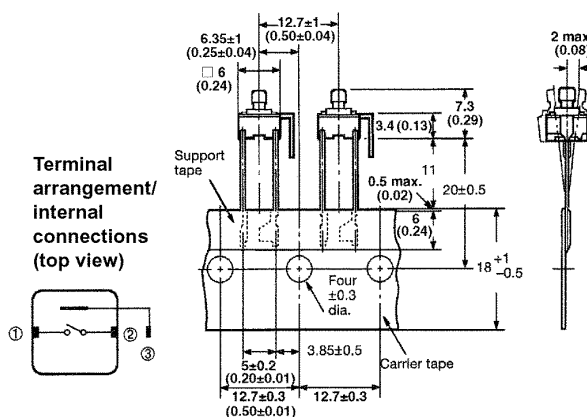 12.7±1
(0.50±0.04)
6.35±1
(0.25±0.04)
□ 6
(0.24)
2 max.
(0.08)
7.3
(0.29)
3.4 (0.13)
Support
tape
11
0.5 max.
(0.02)
20±0.5
6
(0.24)
18 +1 −0.5
Terminal
arrangement/
internal
connections
(top view)
① ②
③
Four
±0.3
dia.
3.85±0.5
Carrier tape
5±0.2
(0.20±0.01)
12.7±0.3
(0.50±0.01)
12.7±0.3